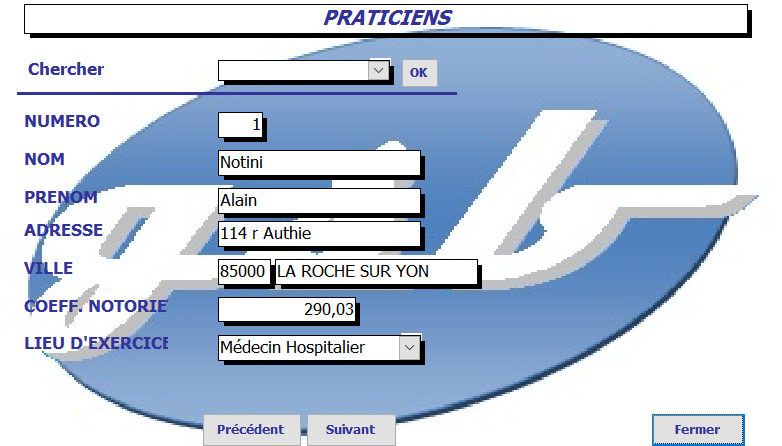 PRATICIENS
Chercher OK
NUMERO 1
NOM Notini
PRENOM Alain
ADRESSE 114 r Authie
VILLE 85000 LA ROCHE SUR YON
COEFF. NOTORIE 290,03
LIEU D'EXERCICE Médecin Hospitalier
Précédent Suivant Fermer